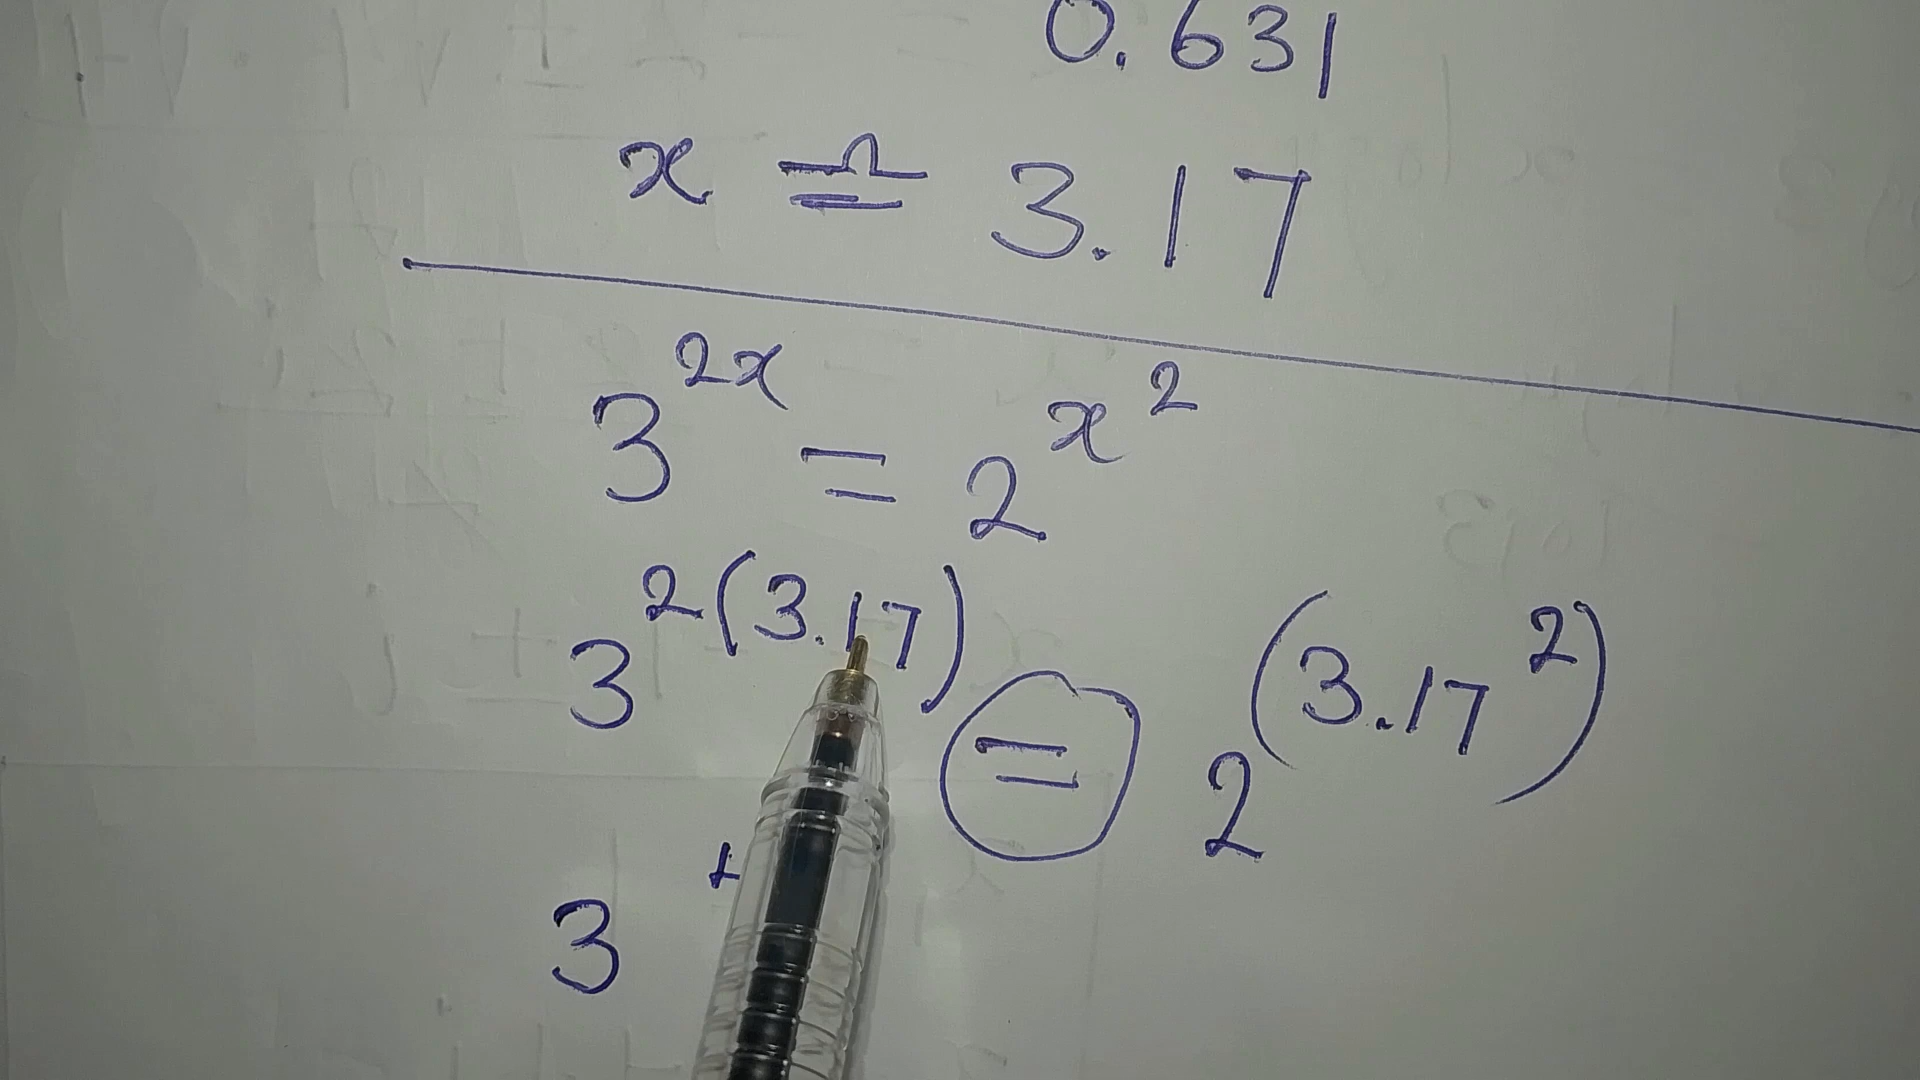 0.631
x ≏ 3.17
3^{2x} = 2^{x^2}
3^{2(3.17)} = 2^{(3.17^2)}
3